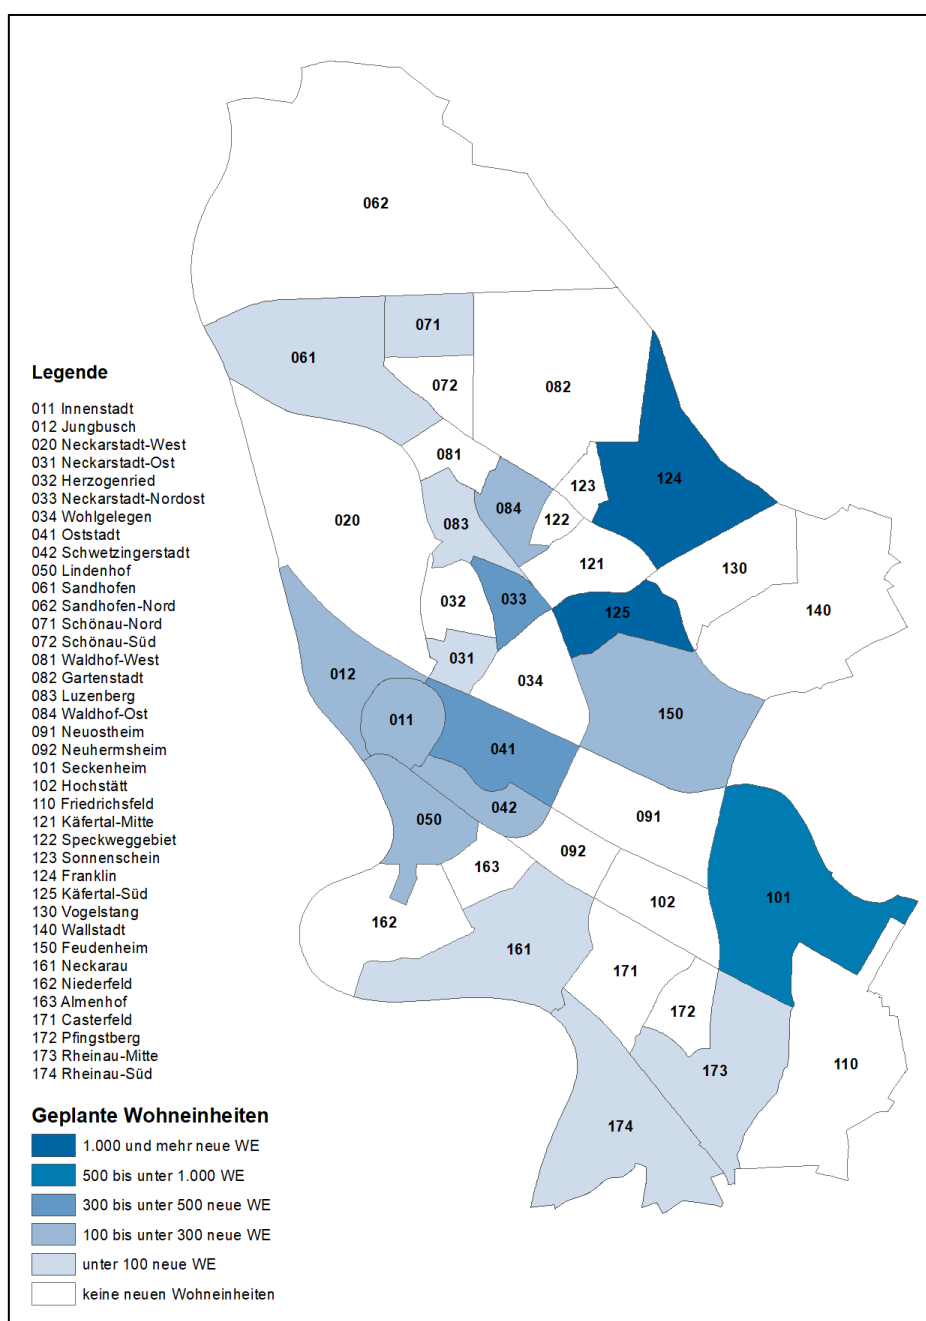 062
071
061
072
082
081
123
124
084
083
122
020
121
130
140
032
033
125
031
034
012
011
150
041
050
042
091
092
163
101
102
162
161
171
172
173
110
174
Legende
011 Innenstadt
012 Jungbusch
020 Neckarstadt-West
031 Neckarstadt-Ost
032 Herzogenried
033 Neckarstadt-Nordost
034 Wohlgelegen
041 Oststadt
042 Schwetzingerstadt
050 Lindenhof
061 Sandhofen
062 Sandhofen-Nord
071 Schönau-Nord
072 Schönau-Süd
081 Waldhof-West
082 Gartenstadt
083 Luzenberg
084 Waldhof-Ost
091 Neuostheim
092 Neuhermsheim
101 Seckenheim
102 Hochstätt
110 Friedrichsfeld
121 Käfertal-Mitte
122 Speckweggebiet
123 Sonnenschein
124 Franklin
125 Käfertal-Süd
130 Vogelstang
140 Wallstadt
150 Feudenheim
161 Neckarau
162 Niederfeld
163 Almenhof
171 Casterfeld
172 Pfingstberg
173 Rheinau-Mitte
174 Rheinau-Süd
Geplante Wohneinheiten
1.000 und mehr neue WE
500 bis unter 1.000 WE
300 bis unter 500 neue WE
100 bis unter 300 neue WE
unter 100 neue WE
keine neuen Wohneinheiten